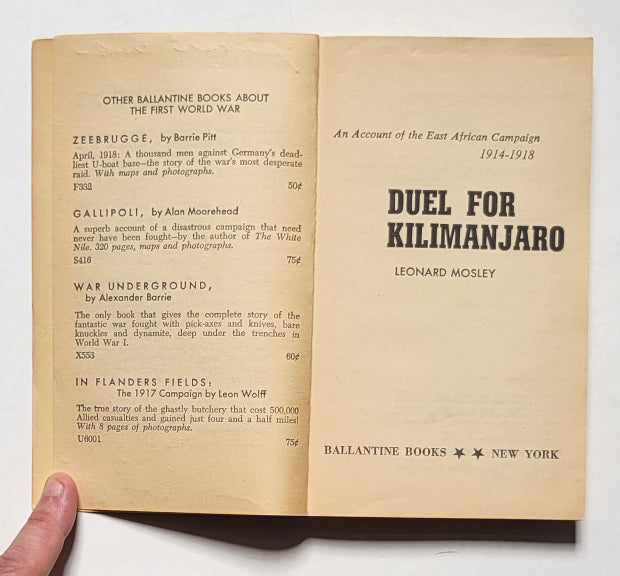 OTHER BALLANTINE BOOKS ABOUT
THE FIRST WORLD WAR
ZEEBRUGGE, by Barrie Pitt
April, 1918: A thousand men against Germany's dead-
liest U-boat base—the story of the war's most desperate
raid. With maps and photographs.
F332 50¢
GALLIPOLI, by Alan Moorehead
A superb account of a disastrous campaign that need
never have been fought—by the author of The White
Nile. 320 pages, maps and photographs.
S416 75¢
WAR UNDERGROUND,
by Alexander Barrie
The only book that gives the complete story of the
fantastic war fought with pick-axes and knives, bare
knuckles and dynamite, deep under the trenches in
World War I.
X553 60¢
IN FLANDERS FIELDS:
The 1917 Campaign by Leon Wolff
The true story of the ghastly butchery that cost 500,000
Allied casualties and gained just four and a half miles!
With 8 pages of photographs.
U6001 75¢
An Account of the East African Campaign
1914-1918
DUEL FOR
KILIMANJARO
LEONARD MOSLEY
BALLANTINE BOOKS ★ ★ NEW YORK